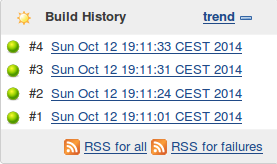 Build History trend
#4 Sun Oct 12 19:11:33 CEST 2014
#3 Sun Oct 12 19:11:31 CEST 2014
#2 Sun Oct 12 19:11:24 CEST 2014
#1 Sun Oct 12 19:11:01 CEST 2014
RSS for all RSS for failures